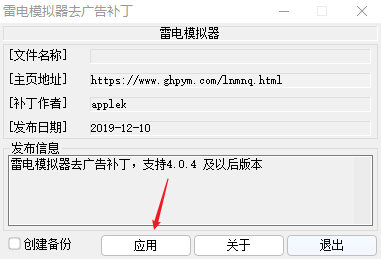 雷电模拟器去广告补丁
雷电模拟器
[文件名称]
[主页地址] https://www.ghpym.com/lnmnq.html
[补丁作者] applek
[发布日期] 2019-12-10
发布信息
雷电模拟器去广告补丁，支持4.0.4 及以后版本
创建备份 应用 关于 退出